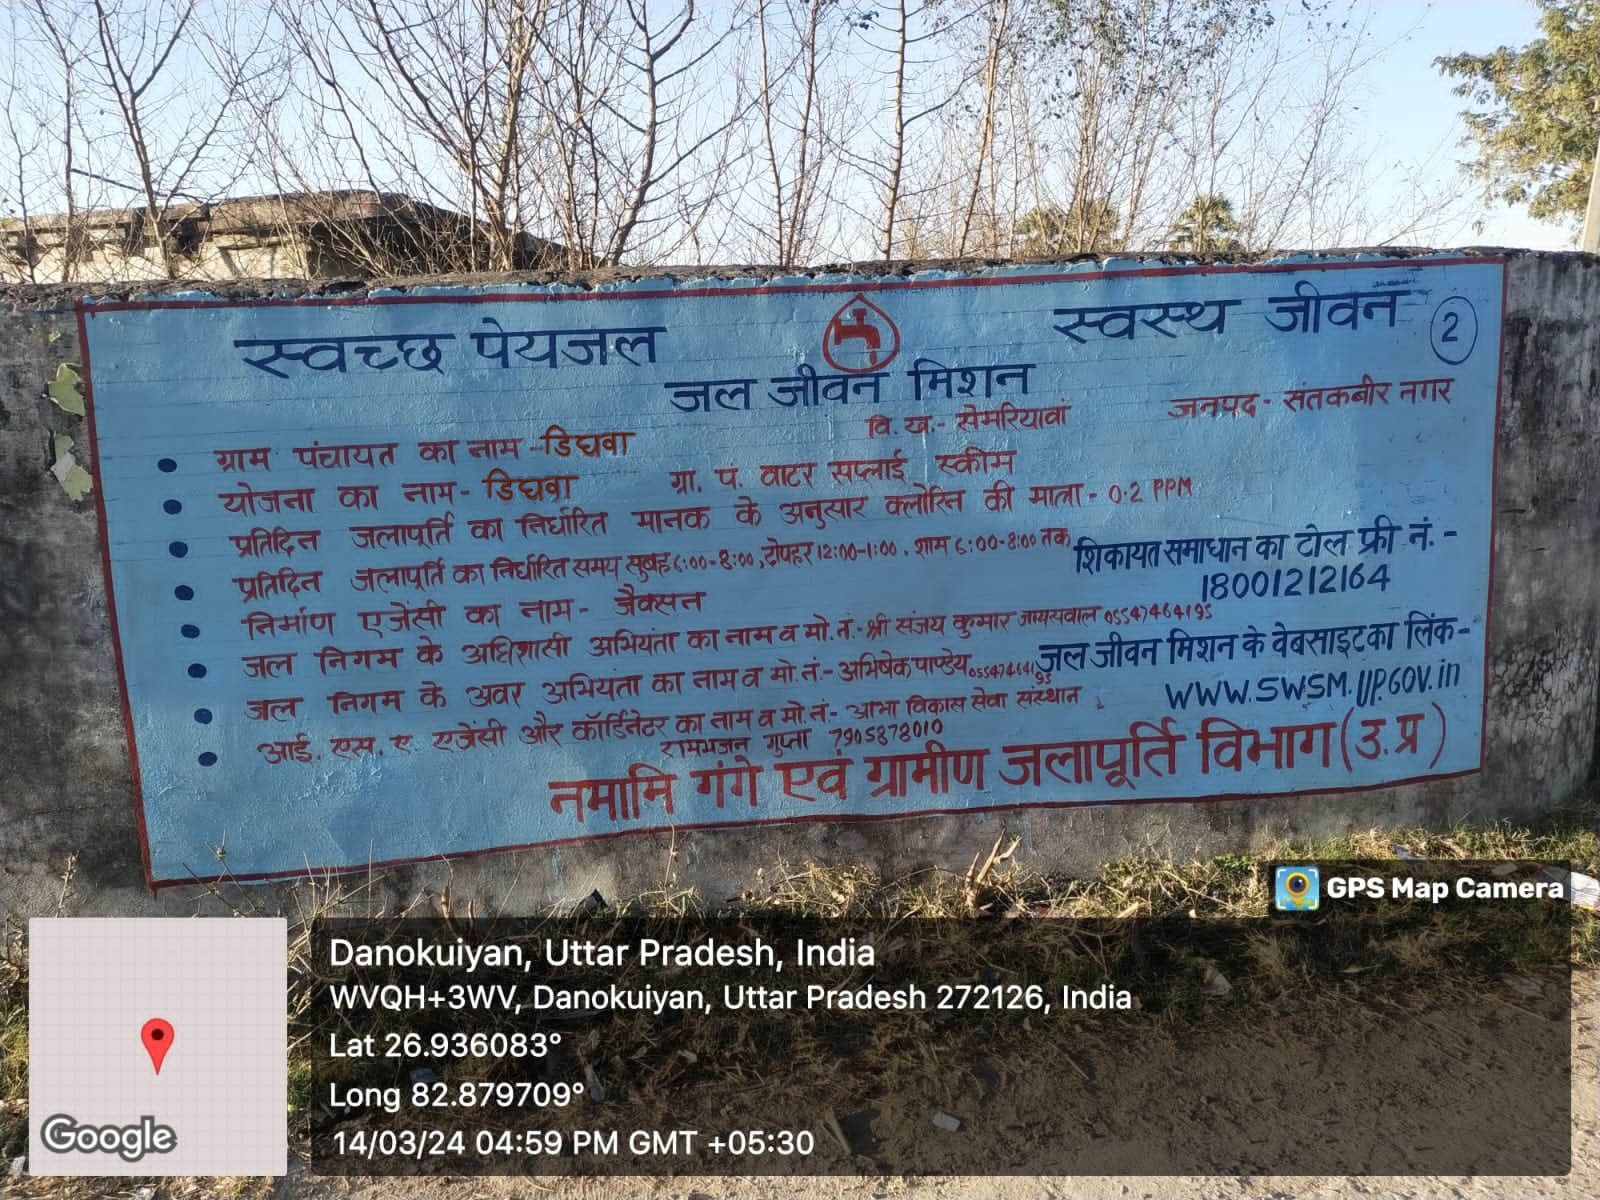 स्वच्छ पेयजल
स्वस्थ जीवन
2
जल जीवन मिशन
वि.ख.- सेमरियावां
जनपद- संतकबीर नगर
ग्राम पंचायत का नाम - डिघवा
योजना का नाम- डिघवा ग्रा. पं. वाटर सप्लाई स्कीम
प्रतिदिन जलापूर्ति का निर्धारित मानक के अनुसार क्लोरिन की मात्रा - 0.2 PPM
प्रतिदिन जलापूर्ति का निर्धारित समय सुबह 6:00-8:00, दोपहर 12:00-1:00, शाम 6:00-8:00 तक
निर्माण एजेंसी का नाम- जैक्सन
जल निगम के अधिशासी अभियंता का नाम व मो.नं.- श्री संजय कुमार जायसवाल 05547464195
जल निगम के अवर अभियंता का नाम व मो.नं.- अभिषेक पाण्डेय 05547464195
आई. एस. ए. एजेंसी और कॉर्डिनेटर का नाम व मो.नं- आभा विकास सेवा संस्थान
रामभजन गुप्ता 7905878010
शिकायत समाधान का टोल फ्री नं.-
18001212164
जल जीवन मिशन के वेबसाइट का लिंक-
WWW.SWSM.UP.GOV.in
नमामि गंगे एवं ग्रामीण जलापूर्ति विभाग (उ.प्र)
GPS Map Camera
Danokuiyan, Uttar Pradesh, India
WVQH+3WV, Danokuiyan, Uttar Pradesh 272126, India
Lat 26.936083°
Long 82.879709°
14/03/24 04:59 PM GMT +05:30
Google